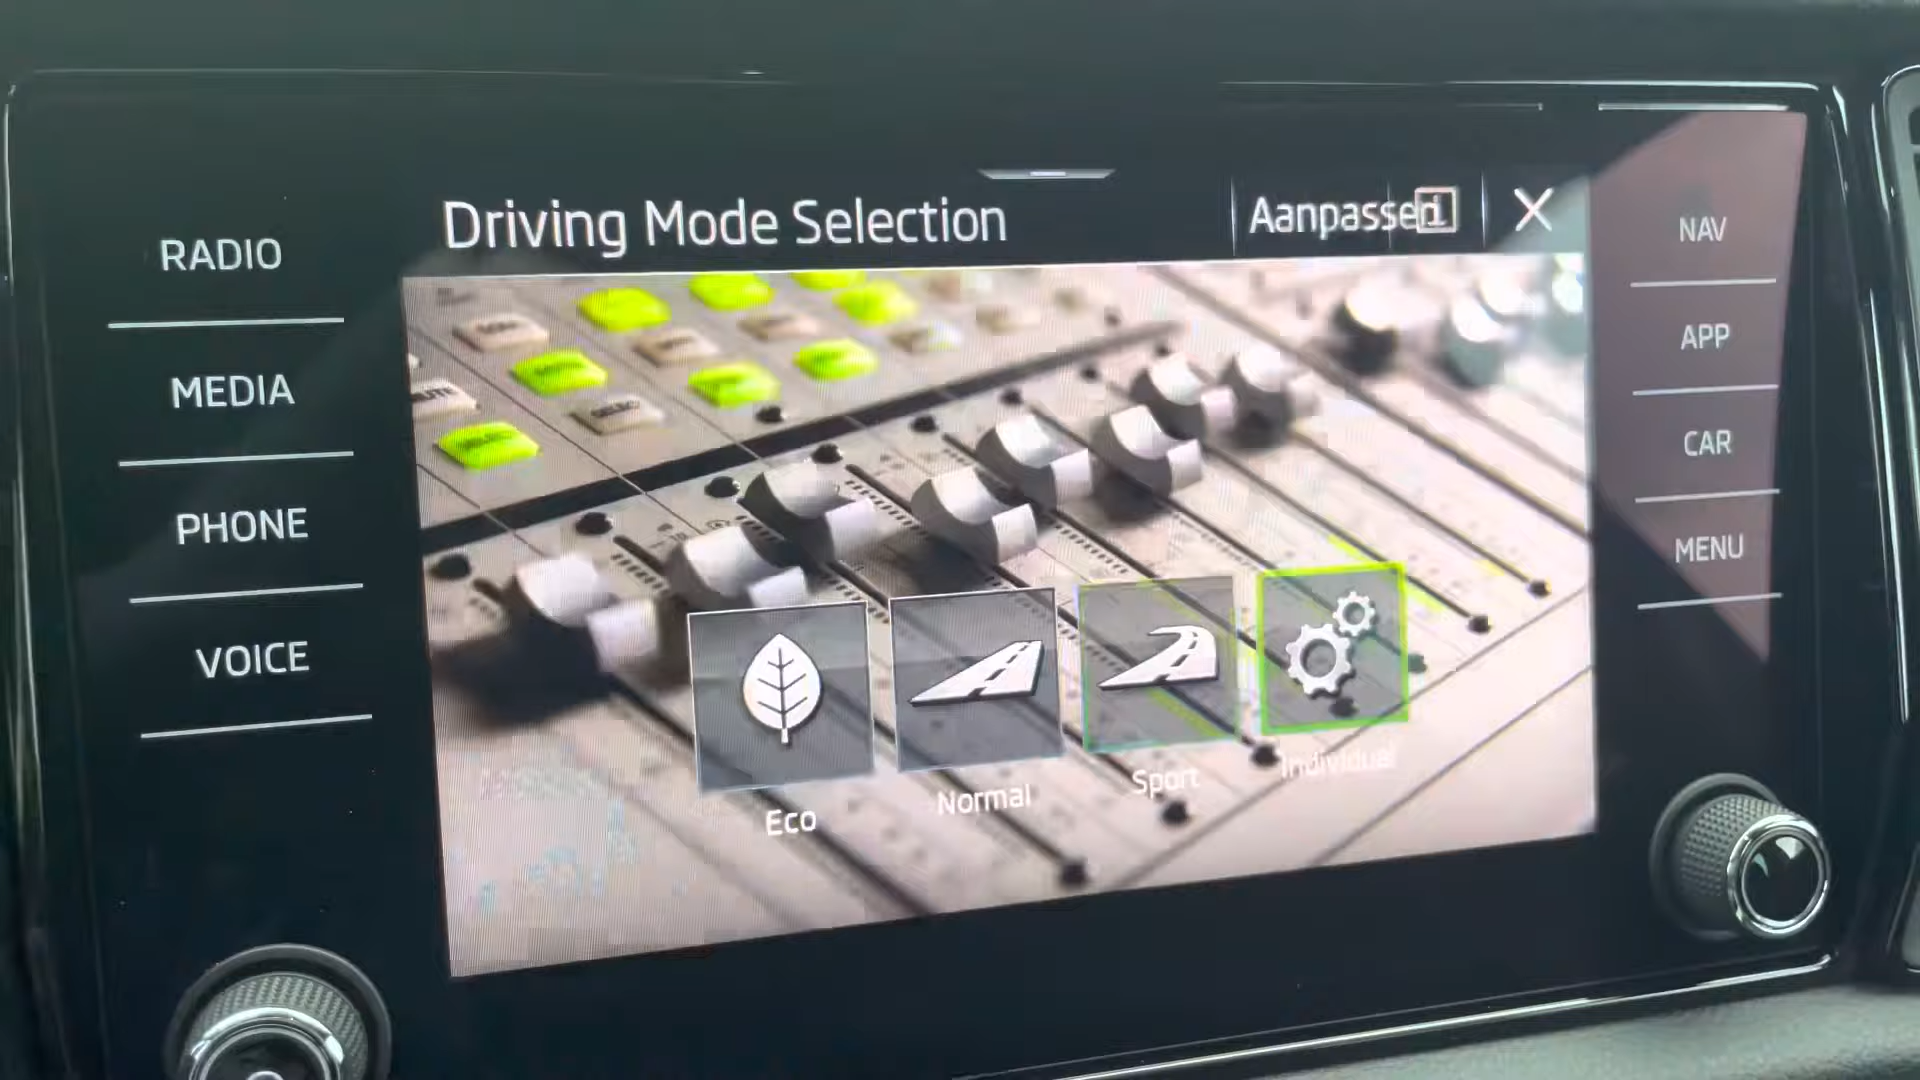 RADIO
MEDIA
PHONE
VOICE
Driving Mode Selection
Aanpassen
Eco
Normal
Sport
Individual
NAV
APP
CAR
MENU